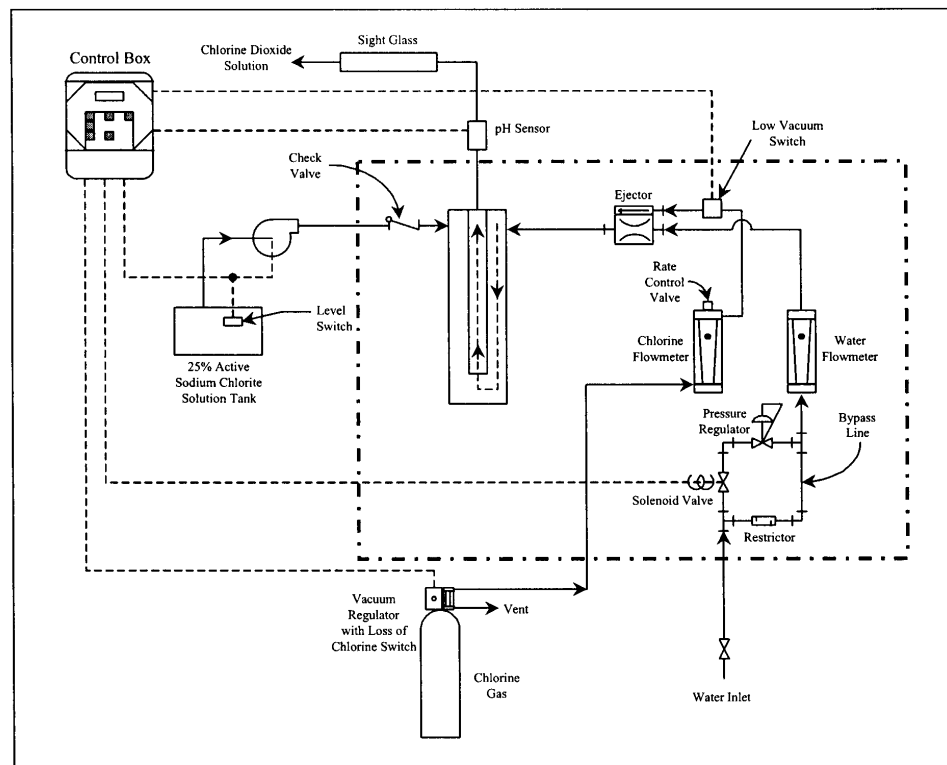 Sight Glass
Chlorine Dioxide
Solution
Control Box
pH Sensor
Low Vacuum
Switch
Check
Valve
Ejector
Rate
Control
Valve
Level
Switch
Chlorine
Flowmeter
Water
Flowmeter
25% Active
Sodium Chlorite
Solution Tank
Pressure
Regulator
Bypass
Line
Solenoid Valve
Restrictor
Vacuum
Regulator
with Loss of
Chlorine Switch
Vent
Chlorine
Gas
Water Inlet